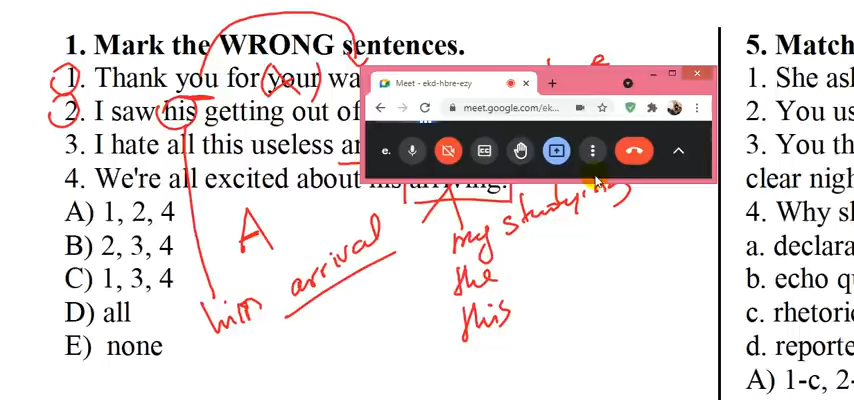 1. Mark the WRONG sentences.
5. Match
1. Thank you for your wa
1. She as
2. I saw his getting out of
2. You us
3. I hate all this useless ar
3. You th
4. We're all excited about his arriving.
clear nigh
A) 1, 2, 4
4. Why sh
B) 2, 3, 4
a. declara
C) 1, 3, 4
b. echo qu
D) all
c. rhetoric
E) none
d. reporte
A) 1-c, 2-
Meet - ekd-hbre-ezy
meet.google.com/ek...
e.
(x)
A
him
arrival
my studying
the
this